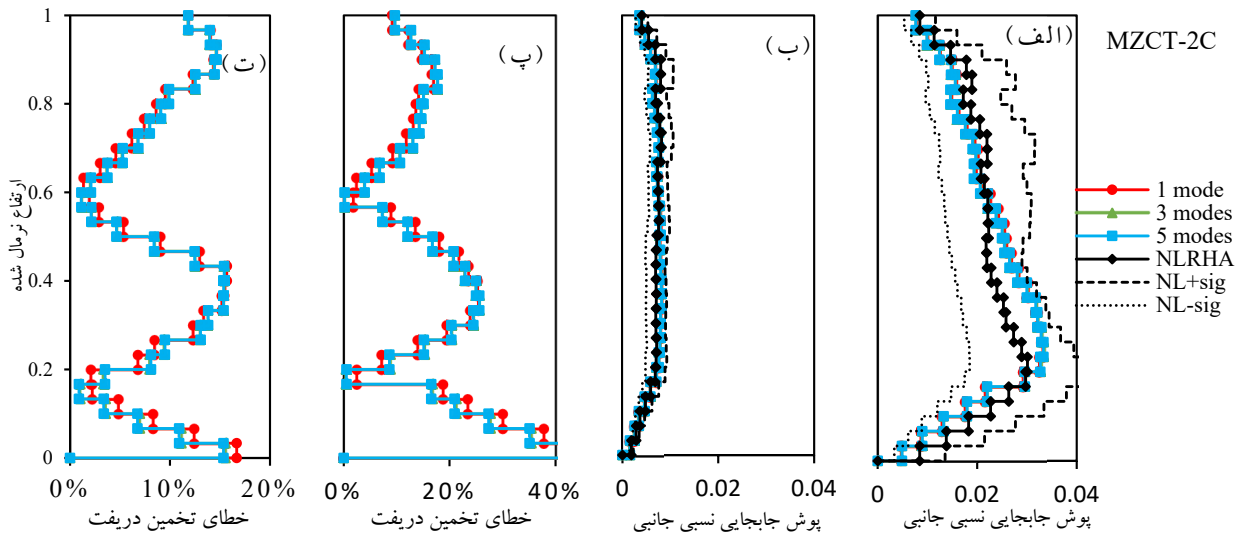 MZCT-2C
(الف)
(ب)
(پ)
(ت)
1 mode
3 modes
5 modes
NLRHA
NL+sig
NL-sig
ارتفاع نرمال شده
1
0.8
0.6
0.4
0.2
0
0% 10% 20%
0% 20% 40%
0 0.02 0.04
0 0.02 0.04
خطای تخمین دریفت
خطای تخمین دریفت
پوش جابجایی نسبی جانبی
پوش جابجایی نسبی جانبی